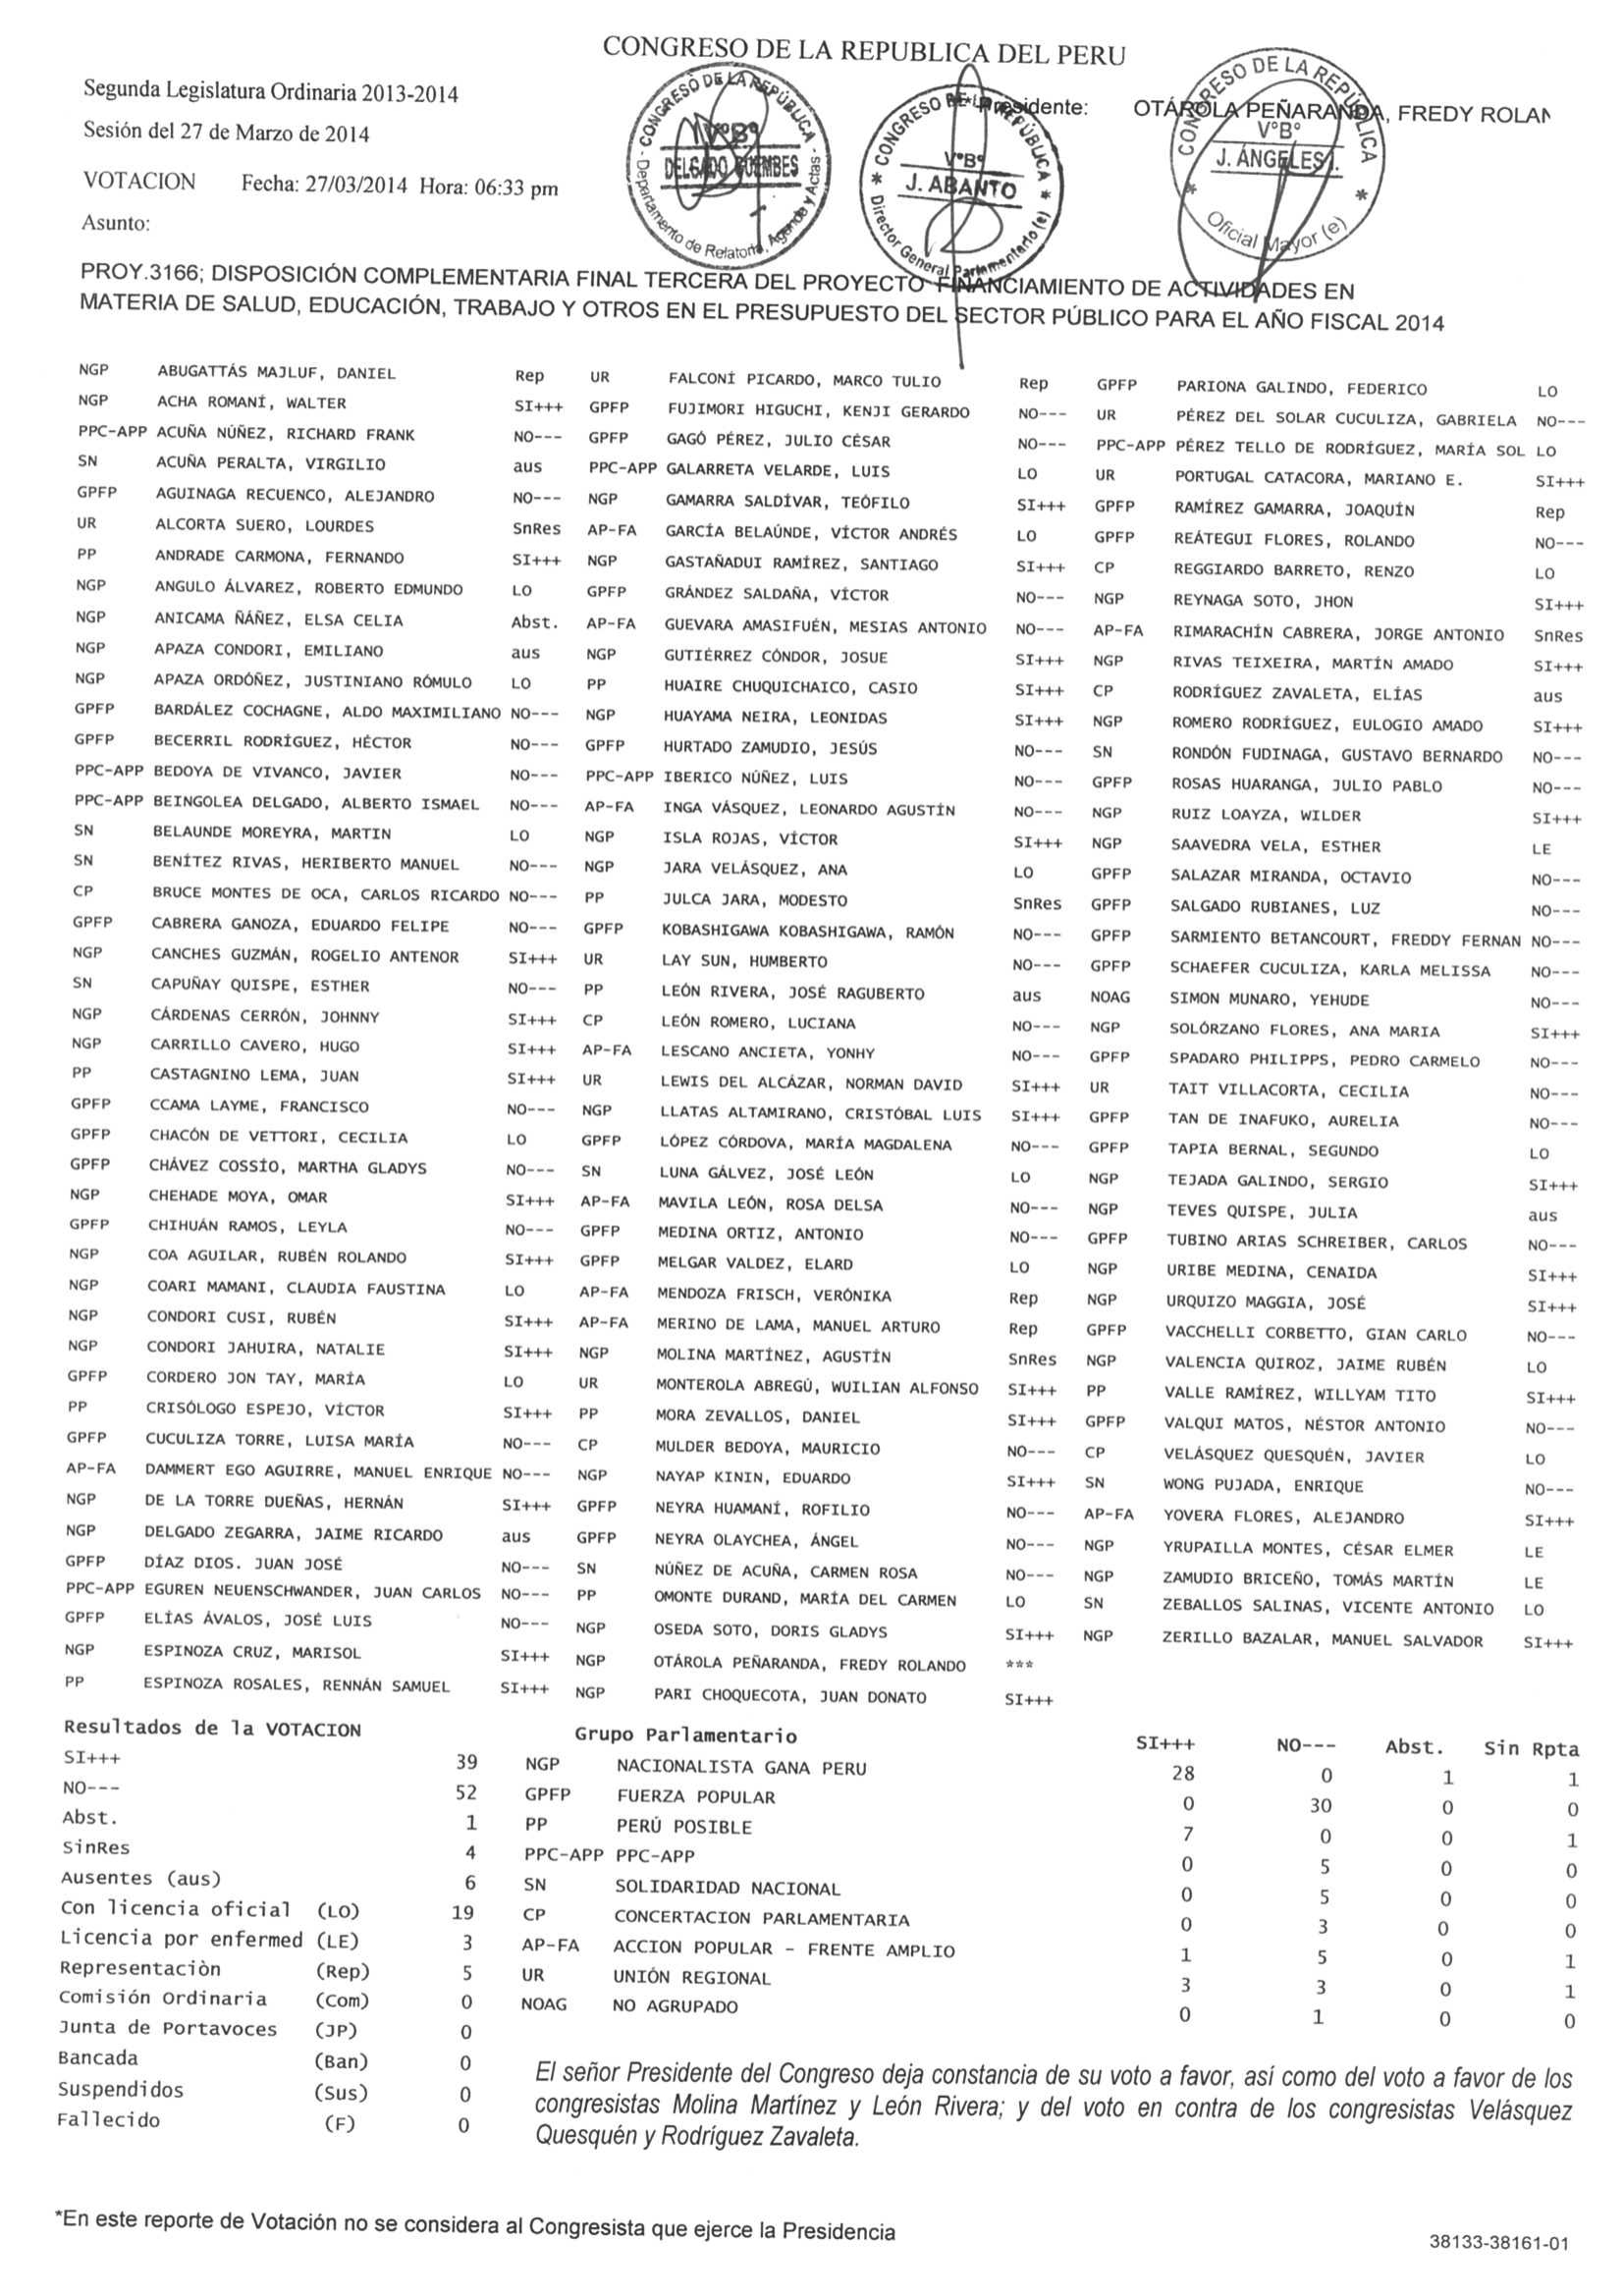 CONGRESO DE LA REPUBLICA DEL PERU
Segunda Legislatura Ordinaria 2013-2014
Sesión del 27 de Marzo de 2014
Presidente: OTÁROLA PEÑARANDA, FREDY ROLAN
VOTACION Fecha: 27/03/2014 Hora: 06:33 pm
Asunto:
CONGRESO DE LA REPÚBLICA
V°B°
DELGADO GUEMBES
Departamento de Relatoría, Agenda y Actas
CONGRESO DE LA REPÚBLICA
V°B°
J. ABANTO
Director General Parlamentario (e)
CONGRESO DE LA REPÚBLICA
V°B°
J. ÁNGELES I.
Oficial Mayor (e)
PROY.3166; DISPOSICIÓN COMPLEMENTARIA FINAL TERCERA DEL PROYECTO FINANCIAMIENTO DE ACTIVIDADES EN
MATERIA DE SALUD, EDUCACIÓN, TRABAJO Y OTROS EN EL PRESUPUESTO DEL SECTOR PÚBLICO PARA EL AÑO FISCAL 2014
NGP ABUGATTÁS MAJLUF, DANIEL Rep UR FALCONÍ PICARDO, MARCO TULIO Rep GPFP PARIONA GALINDO, FEDERICO LO
NGP ACHA ROMANÍ, WALTER SI+++ GPFP FUJIMORI HIGUCHI, KENJI GERARDO NO--- UR PÉREZ DEL SOLAR CUCULIZA, GABRIELA NO---
PPC-APP ACUÑA NÚÑEZ, RICHARD FRANK NO--- GPFP GAGÓ PÉREZ, JULIO CÉSAR NO--- PPC-APP PÉREZ TELLO DE RODRÍGUEZ, MARÍA SOL LO
SN ACUÑA PERALTA, VIRGILIO aus PPC-APP GALARRETA VELARDE, LUIS LO UR PORTUGAL CATACORA, MARIANO E. SI+++
GPFP AGUINAGA RECUENCO, ALEJANDRO NO--- NGP GAMARRA SALDÍVAR, TEÓFILO SI+++ GPFP RAMÍREZ GAMARRA, JOAQUÍN Rep
UR ALCORTA SUERO, LOURDES SnRes AP-FA GARCÍA BELAÚNDE, VÍCTOR ANDRÉS LO GPFP REÁTEGUI FLORES, ROLANDO NO---
PP ANDRADE CARMONA, FERNANDO SI+++ NGP GASTAÑADUI RAMÍREZ, SANTIAGO SI+++ CP REGGIARDO BARRETO, RENZO LO
NGP ANGULO ÁLVAREZ, ROBERTO EDMUNDO LO GPFP GRÁNDEZ SALDAÑA, VÍCTOR NO--- NGP REYNAGA SOTO, JHON SI+++
NGP ANICAMA ÑÁÑEZ, ELSA CELIA Abst. AP-FA GUEVARA AMASIFUÉN, MESIAS ANTONIO NO--- AP-FA RIMARACHÍN CABRERA, JORGE ANTONIO SnRes
NGP APAZA CONDORI, EMILIANO aus NGP GUTIÉRREZ CÓNDOR, JOSUE SI+++ NGP RIVAS TEIXEIRA, MARTÍN AMADO SI+++
NGP APAZA ORDÓÑEZ, JUSTINIANO RÓMULO LO PP HUAIRE CHUQUICHAICO, CASIO SI+++ CP RODRÍGUEZ ZAVALETA, ELÍAS aus
GPFP BARDÁLEZ COCHAGNE, ALDO MAXIMILIANO NO--- NGP HUAYAMA NEIRA, LEONIDAS SI+++ NGP ROMERO RODRÍGUEZ, EULOGIO AMADO SI+++
GPFP BECERRIL RODRÍGUEZ, HÉCTOR NO--- GPFP HURTADO ZAMUDIO, JESÚS NO--- SN RONDÓN FUDINAGA, GUSTAVO BERNARDO NO---
PPC-APP BEDOYA DE VIVANCO, JAVIER NO--- PPC-APP IBERICO NÚÑEZ, LUIS NO--- GPFP ROSAS HUARANGA, JULIO PABLO NO---
PPC-APP BEINGOLEA DELGADO, ALBERTO ISMAEL NO--- AP-FA INGA VÁSQUEZ, LEONARDO AGUSTÍN NO--- NGP RUIZ LOAYZA, WILDER SI+++
SN BELAUNDE MOREYRA, MARTIN LO NGP ISLA ROJAS, VÍCTOR SI+++ NGP SAAVEDRA VELA, ESTHER LE
SN BENÍTEZ RIVAS, HERIBERTO MANUEL NO--- NGP JARA VELÁSQUEZ, ANA LO GPFP SALAZAR MIRANDA, OCTAVIO NO---
CP BRUCE MONTES DE OCA, CARLOS RICARDO NO--- PP JULCA JARA, MODESTO SnRes GPFP SALGADO RUBIANES, LUZ NO---
GPFP CABRERA GANOZA, EDUARDO FELIPE NO--- GPFP KOBASHIGAWA KOBASHIGAWA, RAMÓN NO--- GPFP SARMIENTO BETANCOURT, FREDDY FERNAN NO---
NGP CANCHES GUZMÁN, ROGELIO ANTENOR SI+++ UR LAY SUN, HUMBERTO NO--- GPFP SCHAEFER CUCULIZA, KARLA MELISSA NO---
SN CAPUÑAY QUISPE, ESTHER NO--- PP LEÓN RIVERA, JOSÉ RAGUBERTO aus NOAG SIMON MUNARO, YEHUDE NO---
NGP CÁRDENAS CERRÓN, JOHNNY SI+++ CP LEÓN ROMERO, LUCIANA NO--- NGP SOLÓRZANO FLORES, ANA MARIA SI+++
NGP CARRILLO CAVERO, HUGO SI+++ AP-FA LESCANO ANCIETA, YONHY NO--- GPFP SPADARO PHILIPPS, PEDRO CARMELO NO---
PP CASTAGNINO LEMA, JUAN SI+++ UR LEWIS DEL ALCÁZAR, NORMAN DAVID SI+++ UR TAIT VILLACORTA, CECILIA NO---
GPFP CCAMA LAYME, FRANCISCO NO--- NGP LLATAS ALTAMIRANO, CRISTÓBAL LUIS SI+++ GPFP TAN DE INAFUKO, AURELIA NO---
GPFP CHACÓN DE VETTORI, CECILIA LO GPFP LÓPEZ CÓRDOVA, MARÍA MAGDALENA NO--- GPFP TAPIA BERNAL, SEGUNDO LO
GPFP CHÁVEZ COSSÍO, MARTHA GLADYS NO--- SN LUNA GÁLVEZ, JOSÉ LEÓN LO NGP TEJADA GALINDO, SERGIO SI+++
NGP CHEHADE MOYA, OMAR SI+++ AP-FA MAVILA LEÓN, ROSA DELSA NO--- NGP TEVES QUISPE, JULIA aus
GPFP CHIHUÁN RAMOS, LEYLA NO--- GPFP MEDINA ORTIZ, ANTONIO NO--- GPFP TUBINO ARIAS SCHREIBER, CARLOS NO---
NGP COA AGUILAR, RUBÉN ROLANDO SI+++ GPFP MELGAR VALDEZ, ELARD LO NGP URIBE MEDINA, CENAIDA SI+++
NGP COARI MAMANI, CLAUDIA FAUSTINA LO AP-FA MENDOZA FRISCH, VERÓNIKA Rep NGP URQUIZO MAGGIA, JOSÉ SI+++
NGP CONDORI CUSI, RUBÉN SI+++ AP-FA MERINO DE LAMA, MANUEL ARTURO Rep GPFP VACCHELLI CORBETTO, GIAN CARLO NO---
NGP CONDORI JAHUIRA, NATALIE SI+++ NGP MOLINA MARTÍNEZ, AGUSTÍN SnRes NGP VALENCIA QUIROZ, JAIME RUBÉN LO
GPFP CORDERO JON TAY, MARÍA LO UR MONTEROLA ABREGÚ, WUILIAN ALFONSO SI+++ PP VALLE RAMÍREZ, WILLYAM TITO SI+++
PP CRISÓLOGO ESPEJO, VÍCTOR SI+++ PP MORA ZEVALLOS, DANIEL SI+++ GPFP VALQUI MATOS, NÉSTOR ANTONIO NO---
GPFP CUCULIZA TORRE, LUISA MARÍA NO--- CP MULDER BEDOYA, MAURICIO NO--- CP VELÁSQUEZ QUESQUÉN, JAVIER LO
AP-FA DAMMERT EGO AGUIRRE, MANUEL ENRIQUE NO--- NGP NAYAP KININ, EDUARDO SI+++ SN WONG PUJADA, ENRIQUE NO---
NGP DE LA TORRE DUEÑAS, HERNÁN SI+++ GPFP NEYRA HUAMANÍ, ROFILIO NO--- AP-FA YOVERA FLORES, ALEJANDRO SI+++
NGP DELGADO ZEGARRA, JAIME RICARDO aus GPFP NEYRA OLAYCHEA, ÁNGEL NO--- NGP YRUPAILLA MONTES, CÉSAR ELMER LE
GPFP DÍAZ DIOS. JUAN JOSÉ NO--- SN NÚÑEZ DE ACUÑA, CARMEN ROSA NO--- NGP ZAMUDIO BRICEÑO, TOMÁS MARTÍN LE
PPC-APP EGUREN NEUENSCHWANDER, JUAN CARLOS NO--- PP OMONTE DURAND, MARÍA DEL CARMEN LO SN ZEBALLOS SALINAS, VICENTE ANTONIO LO
GPFP ELÍAS ÁVALOS, JOSÉ LUIS NO--- NGP OSEDA SOTO, DORIS GLADYS SI+++ NGP ZERILLO BAZALAR, MANUEL SALVADOR SI+++
NGP ESPINOZA CRUZ, MARISOL SI+++ NGP OTÁROLA PEÑARANDA, FREDY ROLANDO ***
PP ESPINOZA ROSALES, RENNÁN SAMUEL SI+++ NGP PARI CHOQUECOTA, JUAN DONATO SI+++
Resultados de la VOTACION
SI+++ 39
NO--- 52
Abst. 1
SinRes 4
Ausentes (aus) 6
Con licencia oficial (LO) 19
Licencia por enfermed (LE) 3
Representaciòn (Rep) 5
Comisión Ordinaria (Com) 0
Junta de Portavoces (JP) 0
Bancada (Ban) 0
Suspendidos (Sus) 0
Fallecido (F) 0
Grupo Parlamentario SI+++ NO--- Abst. Sin Rpta
NGP NACIONALISTA GANA PERU 28 0 1 1
GPFP FUERZA POPULAR 0 30 0 0
PP PERÚ POSIBLE 7 0 0 1
PPC-APP PPC-APP 0 5 0 0
SN SOLIDARIDAD NACIONAL 0 5 0 0
CP CONCERTACION PARLAMENTARIA 0 3 0 0
AP-FA ACCION POPULAR - FRENTE AMPLIO 1 5 0 1
UR UNIÓN REGIONAL 3 3 0 1
NOAG NO AGRUPADO 0 1 0 0
El señor Presidente del Congreso deja constancia de su voto a favor, así como del voto a favor de los
congresistas Molina Martínez y León Rivera; y del voto en contra de los congresistas Velásquez
Quesquén y Rodríguez Zavaleta.
*En este reporte de Votación no se considera al Congresista que ejerce la Presidencia
38133-38161-01